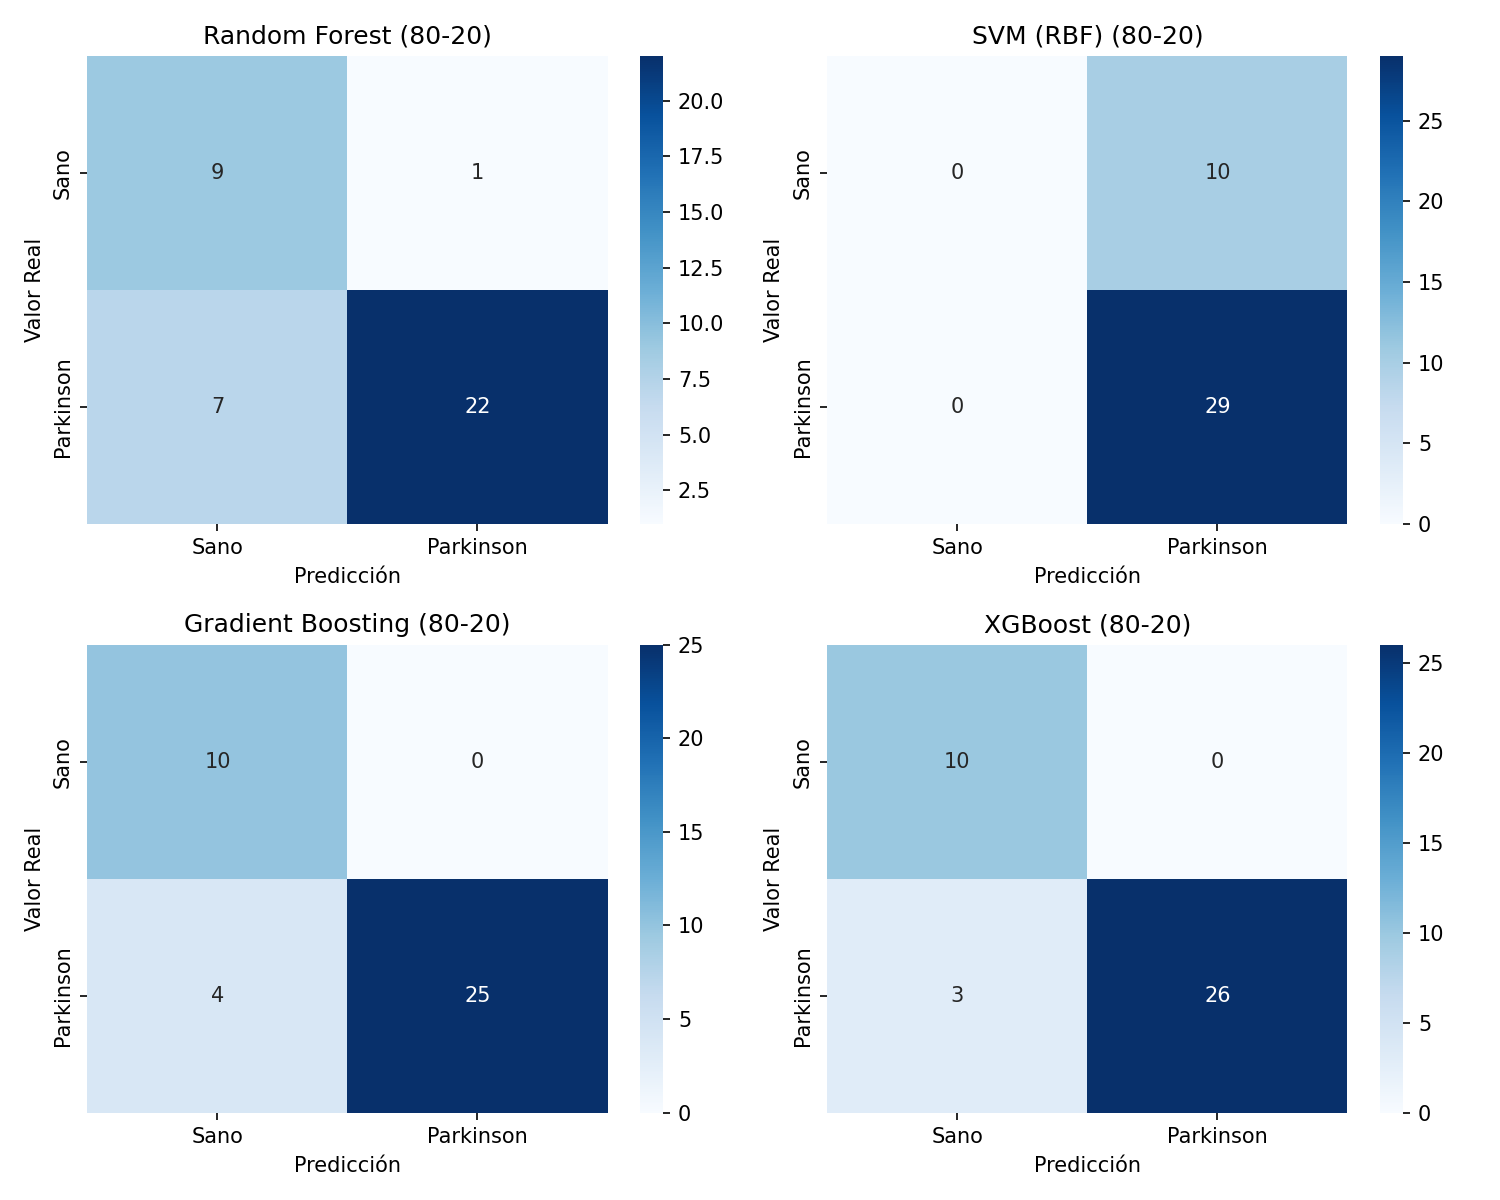 Random Forest (80-20)
Valor Real
Sano
Parkinson
9
1
7
22
Sano
Parkinson
Predicción
20.0
17.5
15.0
12.5
10.0
7.5
5.0
2.5
SVM (RBF) (80-20)
Valor Real
Sano
Parkinson
0
10
0
29
Sano
Parkinson
Predicción
25
20
15
10
5
0
Gradient Boosting (80-20)
Valor Real
Sano
Parkinson
10
0
4
25
Sano
Parkinson
Predicción
25
20
15
10
5
0
XGBoost (80-20)
Valor Real
Sano
Parkinson
10
0
3
26
Sano
Parkinson
Predicción
25
20
15
10
5
0